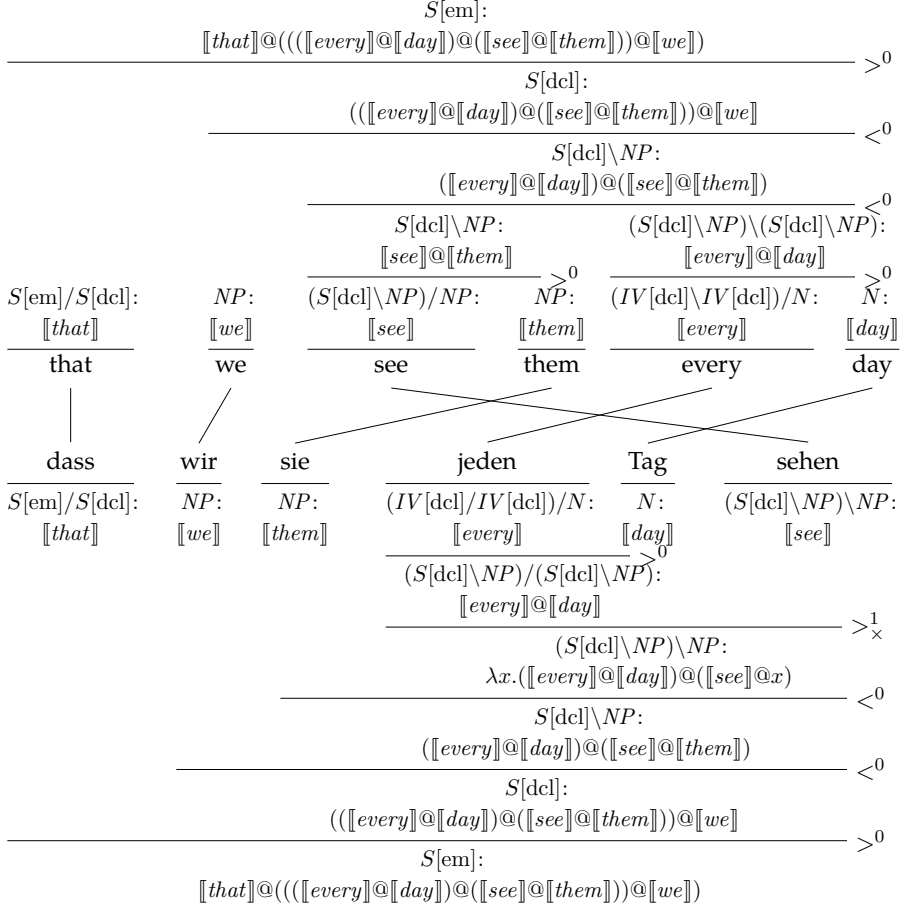 S[em]:
⟦that⟧@(((⟦every⟧@⟦day⟧)@(⟦see⟧@⟦them⟧))@⟦we⟧)
>0
S[dcl]:
((⟦every⟧@⟦day⟧)@(⟦see⟧@⟦them⟧))@⟦we⟧
<0
S[dcl]\NP:
(⟦every⟧@⟦day⟧)@(⟦see⟧@⟦them⟧)
<0
S[dcl]\NP: (S[dcl]\NP)\(S[dcl]\NP):
⟦see⟧@⟦them⟧ ⟦every⟧@⟦day⟧
>0 >0
S[em]/S[dcl]: NP: (S[dcl]\NP)/NP: NP: (IV[dcl]\IV[dcl])/N: N:
⟦that⟧ ⟦we⟧ ⟦see⟧ ⟦them⟧ ⟦every⟧ ⟦day⟧
that we see them every day
dass wir sie jeden Tag sehen
S[em]/S[dcl]: NP: NP: (IV[dcl]/IV[dcl])/N: N: (S[dcl]\NP)\NP:
⟦that⟧ ⟦we⟧ ⟦them⟧ ⟦every⟧ ⟦day⟧ ⟦see⟧
>0
(S[dcl]\NP)/(S[dcl]\NP):
⟦every⟧@⟦day⟧
>1×
(S[dcl]\NP)\NP:
λx.(⟦every⟧@⟦day⟧)@(⟦see⟧@x)
<0
S[dcl]\NP:
(⟦every⟧@⟦day⟧)@(⟦see⟧@⟦them⟧)
<0
S[dcl]:
((⟦every⟧@⟦day⟧)@(⟦see⟧@⟦them⟧))@⟦we⟧
>0
S[em]:
⟦that⟧@(((⟦every⟧@⟦day⟧)@(⟦see⟧@⟦them⟧))@⟦we⟧)